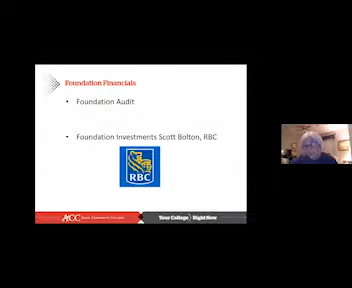 Foundation Financials
• Foundation Audit
• Foundation Investments Scott Bolton, RBC
RBC
ACC
Your College Right Now